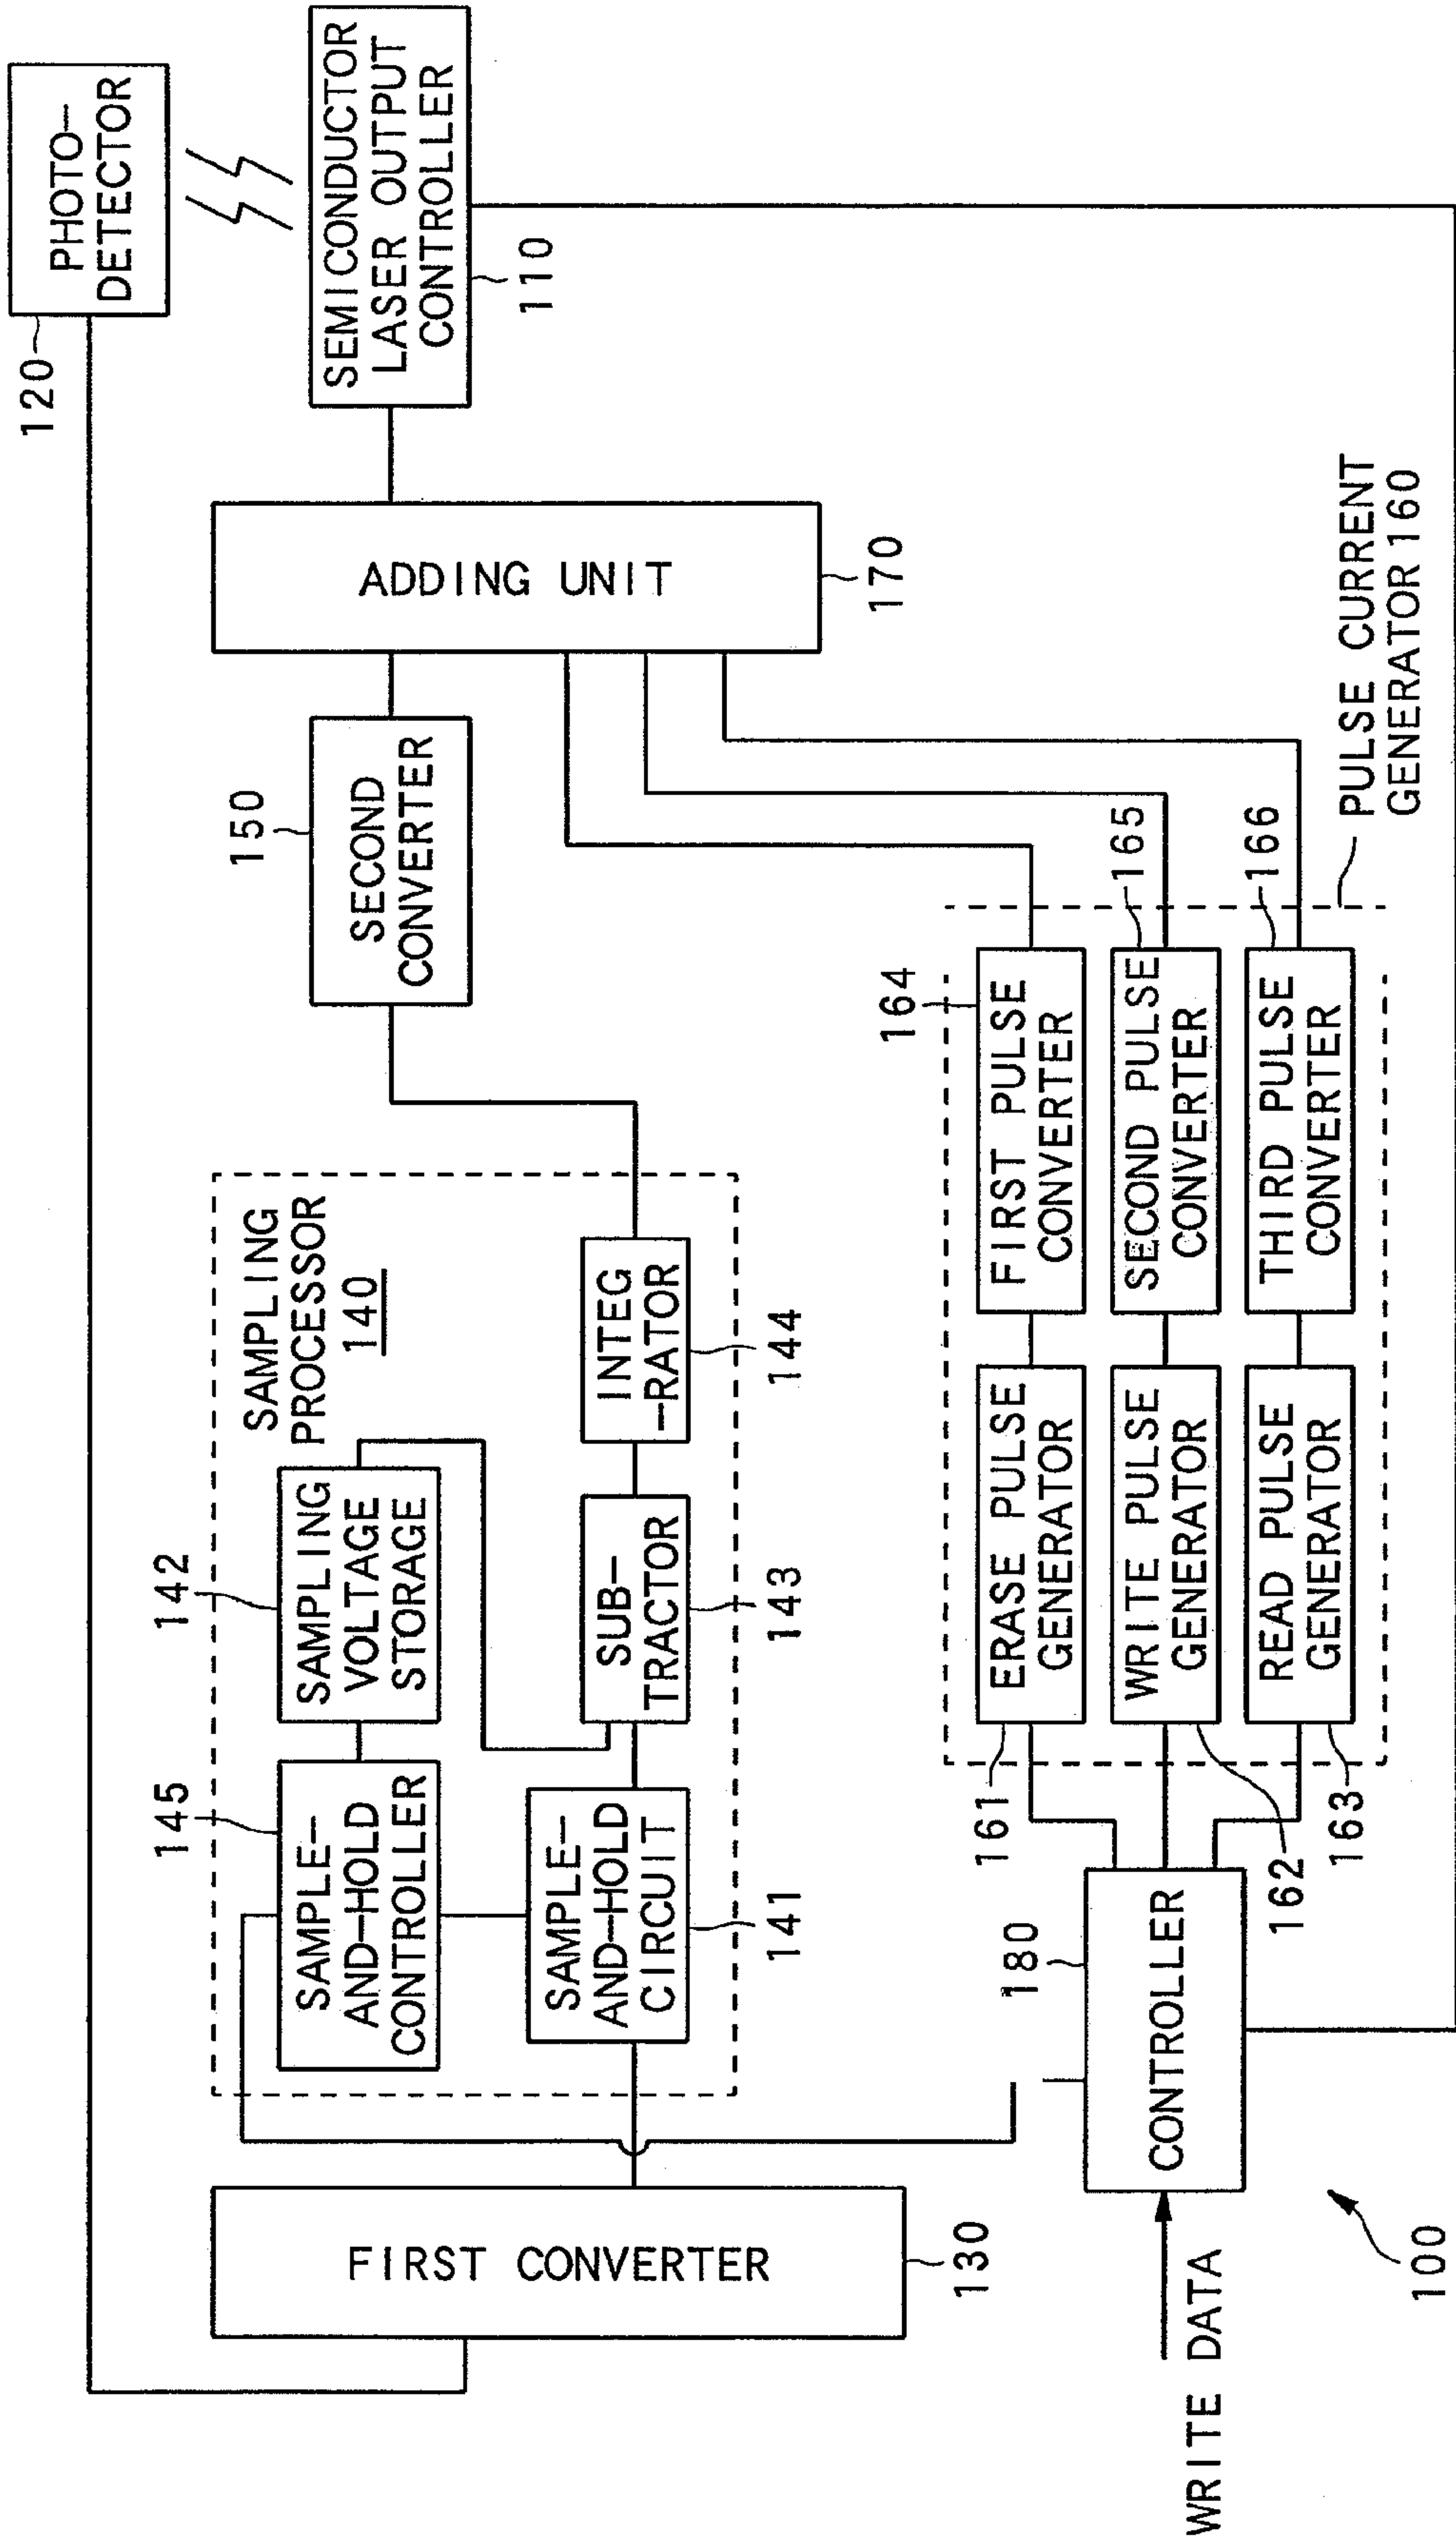 120
PHOTO-
DETECTOR
SEMICONDUCTOR
LASER OUTPUT
CONTROLLER
110
ADDING UNIT
170
150
SECOND
CONVERTER
SAMPLING
PROCESSOR
140
142
SAMPLING
VOLTAGE
STORAGE
145
SAMPLE-
AND-HOLD
CONTROLLER
SAMPLE-
AND-HOLD
CIRCUIT
141
SUB-
TRACTOR
143
INTEG
-RATOR
144
FIRST CONVERTER
130
PULSE CURRENT
GENERATOR 160
164
FIRST PULSE
CONVERTER
165
SECOND PULSE
CONVERTER
166
THIRD PULSE
CONVERTER
ERASE PULSE
GENERATOR
161
WRITE PULSE
GENERATOR
162
READ PULSE
GENERATOR
163
180
CONTROLLER
WRITE DATA
100